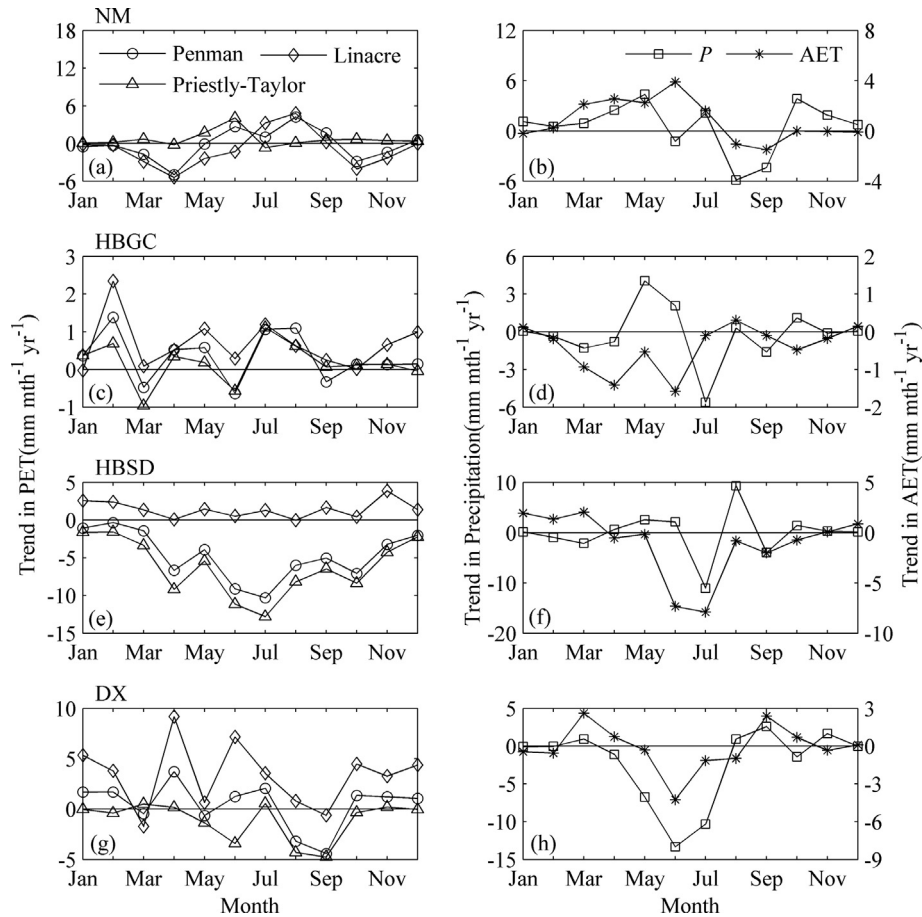 NM
18
12
6
0
-6
Penman
Linacre
Priestly-Taylor
(a)
Jan Mar May Jul Sep Nov
12
6
0
-6
P
AET
8
4
0
-4
(b)
Jan Mar May Jul Sep Nov
HBGC
3
2
1
0
-1
(c)
Jan Mar May Jul Sep Nov
6
3
0
-3
-6
2
1
0
-1
-2
(d)
Jan Mar May Jul Sep Nov
HBSD
5
0
-5
-10
-15
(e)
Jan Mar May Jul Sep Nov
20
10
0
-10
-20
10
5
0
-5
-10
(f)
Jan Mar May Jul Sep Nov
DX
10
5
0
-5
(g)
Jan Mar May Jul Sep Nov
Month
5
0
-5
-10
-15
3
0
-3
-6
-9
(h)
Jan Mar May Jul Sep Nov
Month
Trend in PET(mm mth⁻¹ yr⁻¹)
Trend in Precipitation(mm mth⁻¹ yr⁻¹)
Trend in AET(mm mth⁻¹ yr⁻¹)